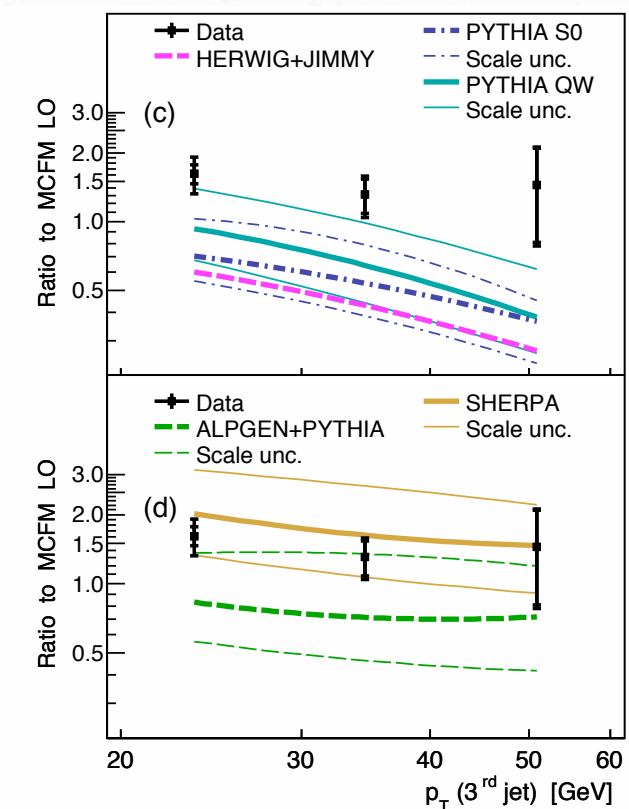 Data
HERWIG+JIMMY
PYTHIA S0
Scale unc.
PYTHIA QW
Scale unc.
(c)
Ratio to MCFM LO
3.0
2.0
1.5
1.0
0.5
Data
ALPGEN+PYTHIA
Scale unc.
SHERPA
Scale unc.
(d)
Ratio to MCFM LO
3.0
2.0
1.5
1.0
0.5
20 30 40 50 60
p_T (3^rd jet) [GeV]